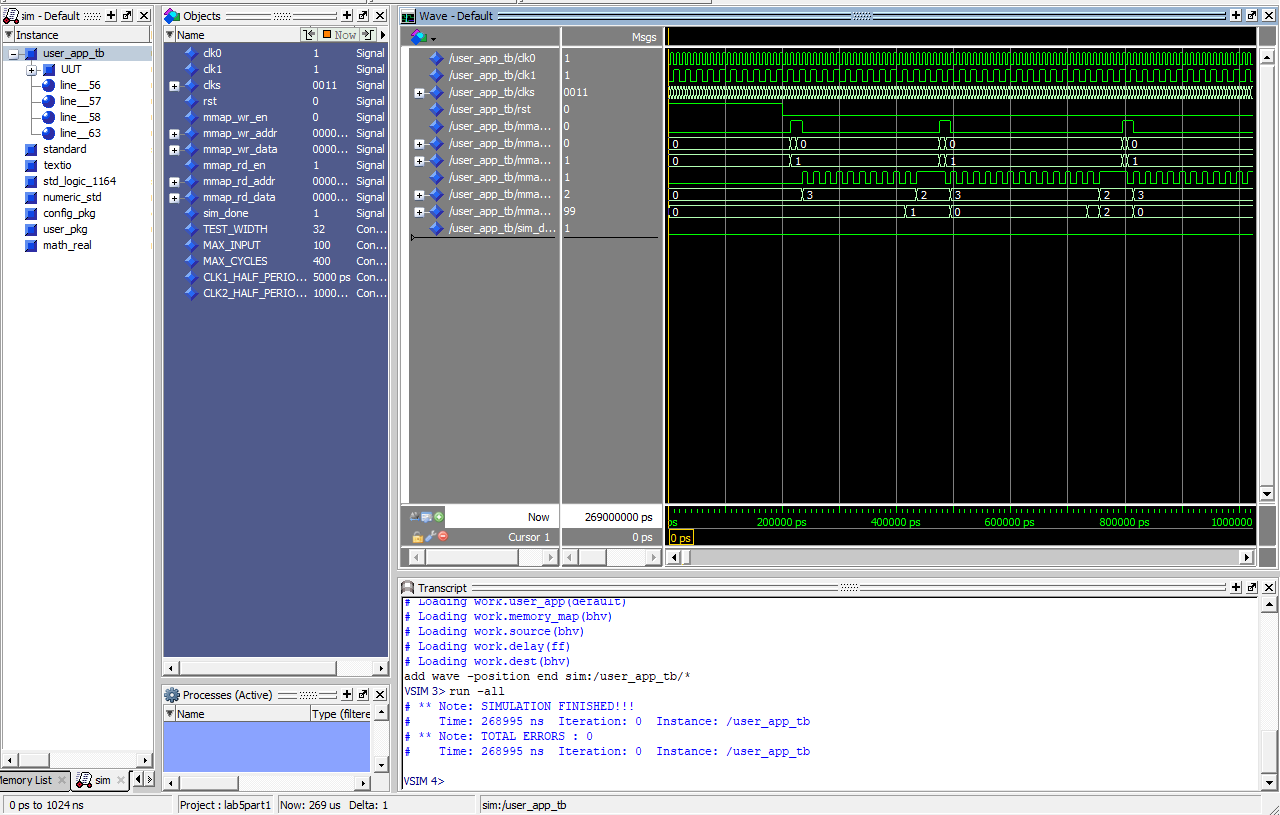 sim - Default
Instance
user_app_tb
UUT
line__56
line__57
line__58
line__63
standard
textio
std_logic_1164
numeric_std
config_pkg
user_pkg
math_real
Memory List
sim
Objects
Name
Now
clk0 1 Signal
clk1 1 Signal
clks 0011 Signal
rst 0 Signal
mmap_wr_en 0 Signal
mmap_wr_addr 0000... Signal
mmap_wr_data 0000... Signal
mmap_rd_en 1 Signal
mmap_rd_addr 0000... Signal
mmap_rd_data 0000... Signal
sim_done 1 Signal
TEST_WIDTH 32 Con...
MAX_INPUT 100 Con...
MAX_CYCLES 400 Con...
CLK1_HALF_PERIO... 5000 ps Con...
CLK2_HALF_PERIO... 1000... Con...
Processes (Active)
Name Type (filtere
Wave - Default
Msgs
/user_app_tb/clk0 1
/user_app_tb/clk1 1
/user_app_tb/clks 0011
/user_app_tb/rst 0
/user_app_tb/mma... 0
/user_app_tb/mma... 0 0 0 0 0
/user_app_tb/mma... 1 0 1 1 1
/user_app_tb/mma... 1
/user_app_tb/mma... 2 0 3 2 3 2 3
/user_app_tb/mma... 99 0 1 0 2 0
/user_app_tb/sim_d... 1
Now 269000000 ps ps 200000 ps 400000 ps 600000 ps 800000 ps 1000000
Cursor 1 0 ps 0 ps
Transcript
# Loading work.user_app(default)
# Loading work.memory_map(bhv)
# Loading work.source(bhv)
# Loading work.delay(ff)
# Loading work.dest(bhv)
add wave -position end sim:/user_app_tb/*
VSIM 3> run -all
# ** Note: SIMULATION FINISHED!!!
# Time: 268995 ns Iteration: 0 Instance: /user_app_tb
# ** Note: TOTAL ERRORS : 0
# Time: 268995 ns Iteration: 0 Instance: /user_app_tb
VSIM 4>
0 ps to 1024 ns
Project : lab5part1
Now: 269 us Delta: 1
sim:/user_app_tb